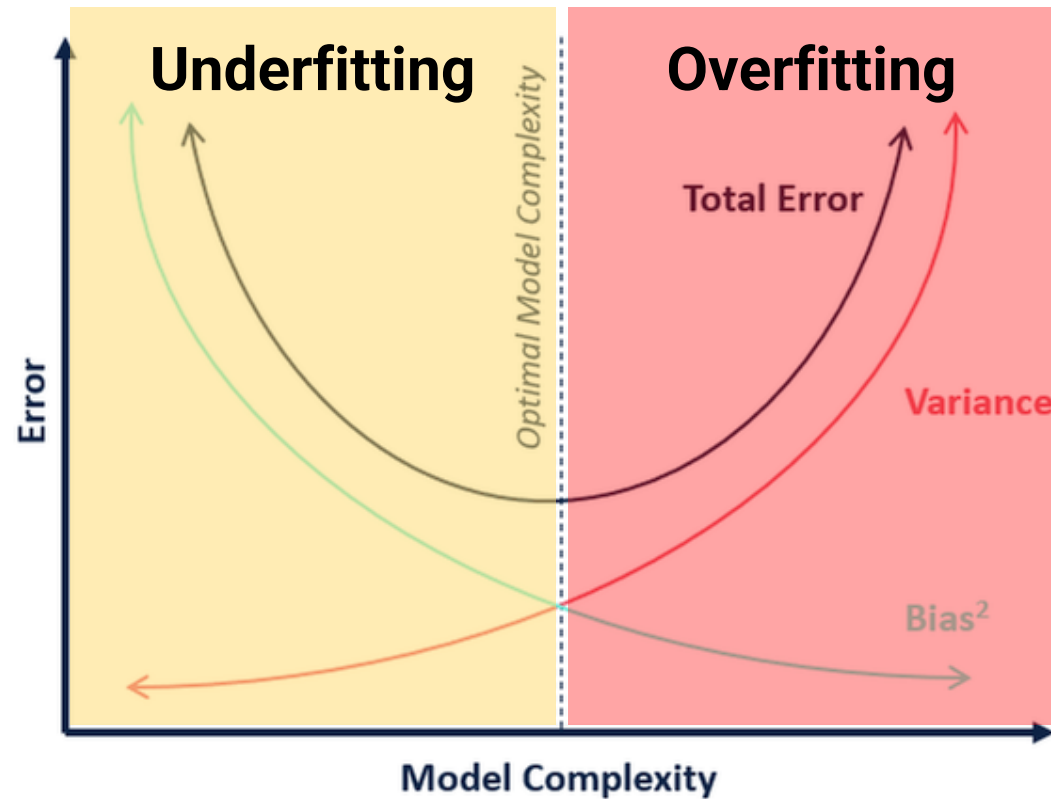 Underfitting
Overfitting
Optimal Model Complexity
Total Error
Variance
Bias²
Error
Model Complexity